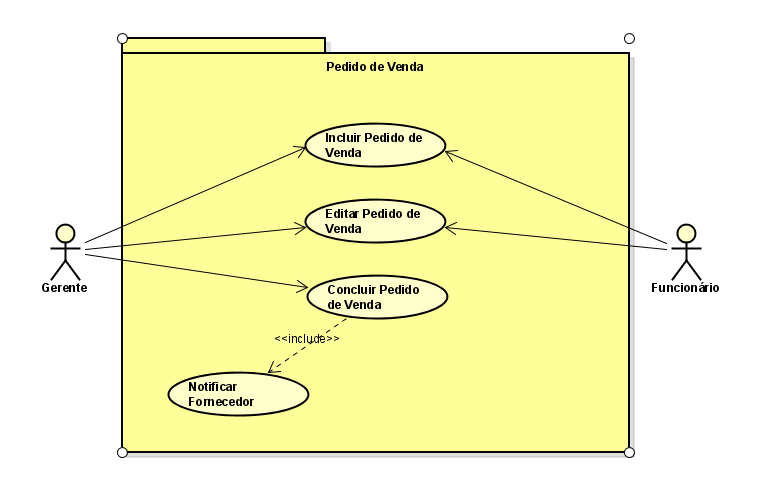 Pedido de Venda
Incluir Pedido de
Venda
Editar Pedido de
Venda
Gerente
Funcionário
Concluir Pedido
de Venda
<<include>>
Notificar
Fornecedor